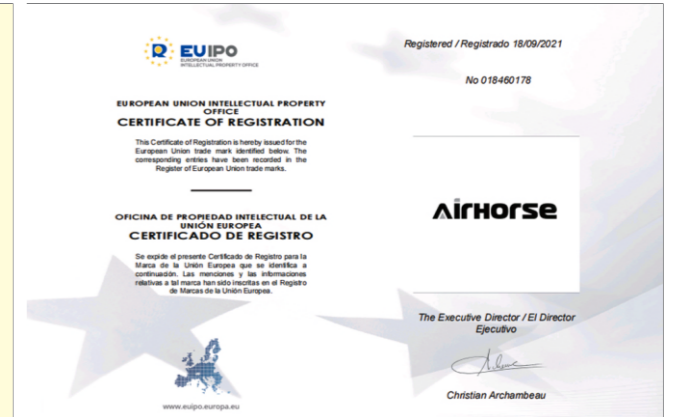 EUIPO
EUROPEAN UNION
INTELLECTUAL PROPERTY OFFICE
EUROPEAN UNION INTELLECTUAL PROPERTY
OFFICE
CERTIFICATE OF REGISTRATION
This Certificate of Registration is hereby issued for the
European Union trade mark identified below. The
corresponding entries have been recorded in the
Register of European Union trade marks.
OFICINA DE PROPIEDAD INTELECTUAL DE LA
UNIÓN EUROPEA
CERTIFICADO DE REGISTRO
Se expide el presente Certificado de Registro para la
Marca de la Unión Europea que se identifica a
continuación. Las menciones y las informaciones
relativas a tal marca han sido inscritas en el Registro
de Marcas de la Unión Europea.
www.euipo.europa.eu
Registered / Registrado 18/09/2021
No 018460178
AirHorse
The Executive Director / El Director
Ejecutivo
Christian Archambeau